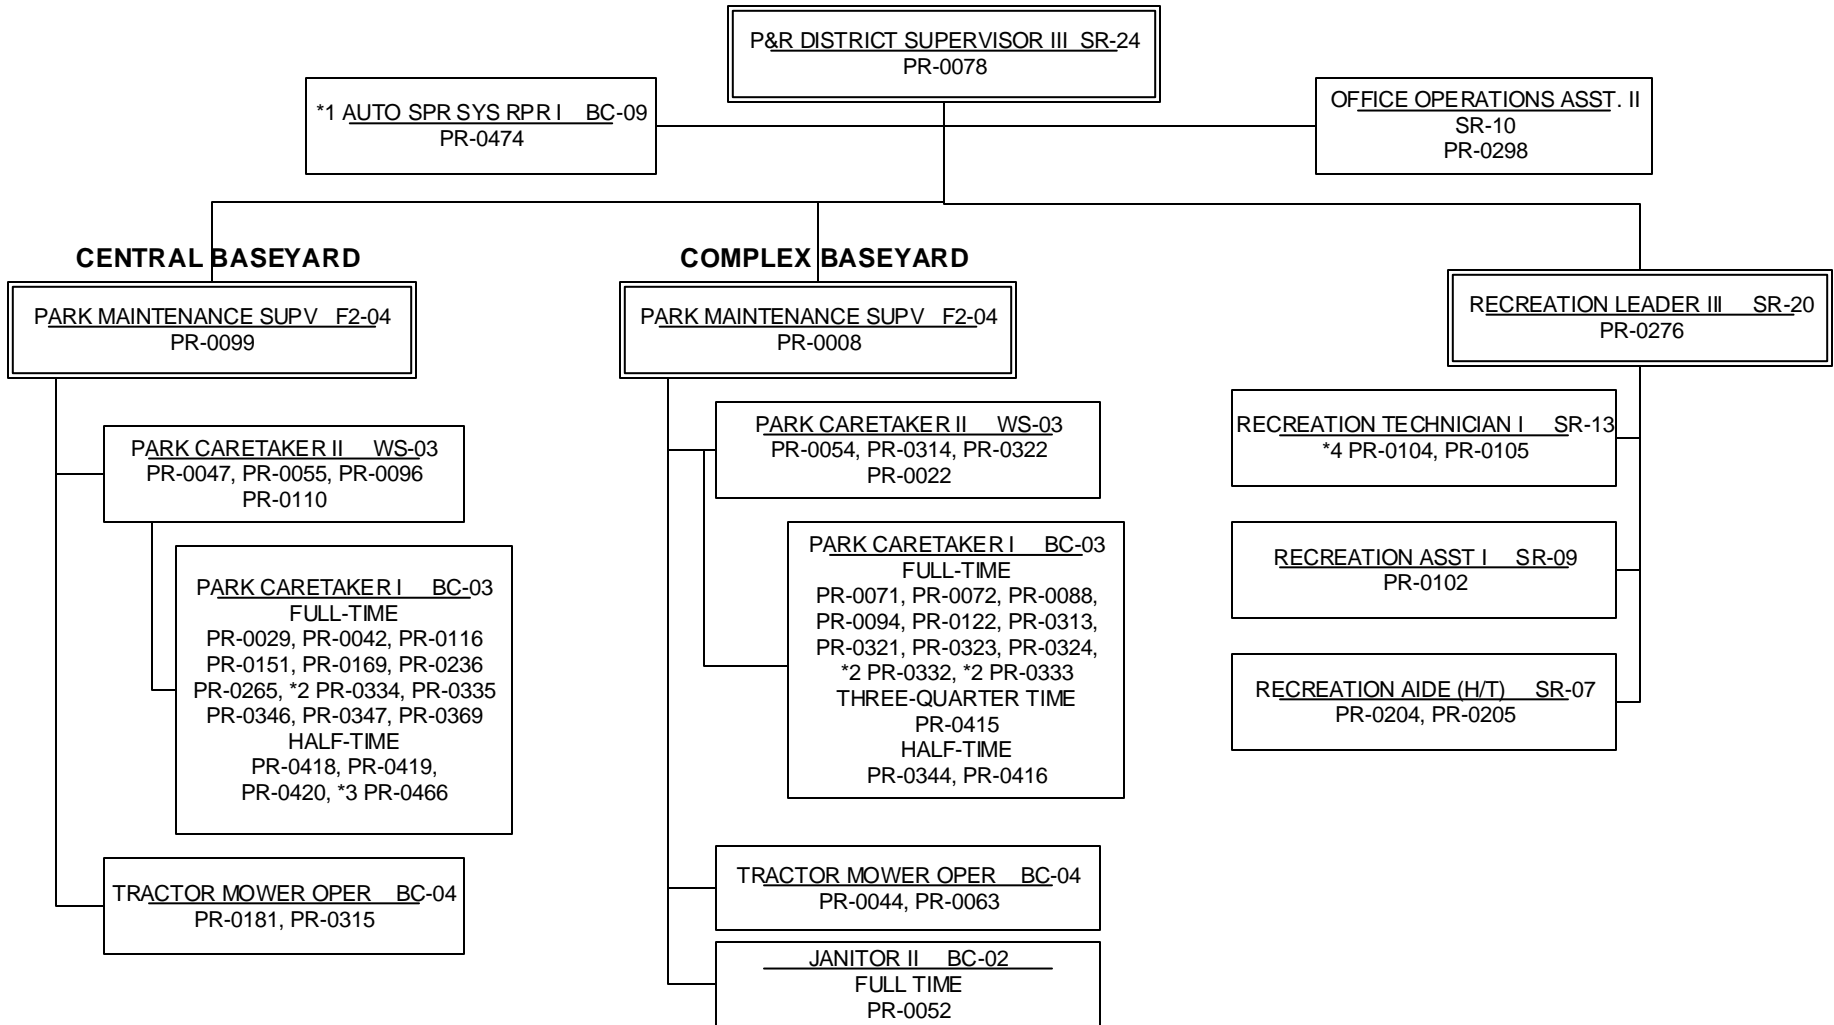 P&R DISTRICT SUPERVISOR III SR-24
PR-0078
*1 AUTO SPR SYS RPR I BC-09
PR-0474
OFFICE OPERATIONS ASST. II
SR-10
PR-0298
CENTRAL BASEYARD
PARK MAINTENANCE SUPV F2-04
PR-0099
PARK CARETAKER II WS-03
PR-0047, PR-0055, PR-0096
PR-0110
PARK CARETAKER I BC-03
FULL-TIME
PR-0029, PR-0042, PR-0116
PR-0151, PR-0169, PR-0236
PR-0265, *2 PR-0334, PR-0335
PR-0346, PR-0347, PR-0369
HALF-TIME
PR-0418, PR-0419,
PR-0420, *3 PR-0466
TRACTOR MOWER OPER BC-04
PR-0181, PR-0315
COMPLEX BASEYARD
PARK MAINTENANCE SUPV F2-04
PR-0008
PARK CARETAKER II WS-03
PR-0054, PR-0314, PR-0322
PR-0022
PARK CARETAKER I BC-03
FULL-TIME
PR-0071, PR-0072, PR-0088,
PR-0094, PR-0122, PR-0313,
PR-0321, PR-0323, PR-0324,
*2 PR-0332, *2 PR-0333
THREE-QUARTER TIME
PR-0415
HALF-TIME
PR-0344, PR-0416
TRACTOR MOWER OPER BC-04
PR-0044, PR-0063
JANITOR II BC-02
FULL TIME
PR-0052
RECREATION LEADER III SR-20
PR-0276
RECREATION TECHNICIAN I SR-13
*4 PR-0104, PR-0105
RECREATION ASST I SR-09
PR-0102
RECREATION AIDE (H/T) SR-07
PR-0204, PR-0205